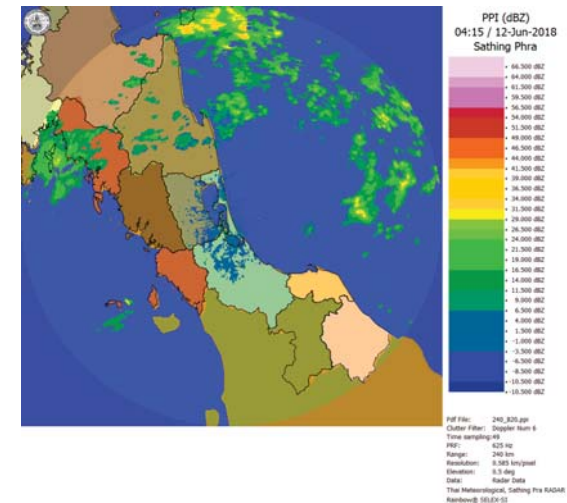 PPI (dBZ)
04:15 / 12-Jun-2018
Sathing Phra
66.500 dBZ
64.000 dBZ
61.500 dBZ
59.500 dBZ
56.500 dBZ
54.000 dBZ
51.500 dBZ
49.000 dBZ
46.500 dBZ
44.000 dBZ
41.500 dBZ
39.000 dBZ
36.500 dBZ
34.000 dBZ
31.500 dBZ
29.000 dBZ
26.500 dBZ
24.000 dBZ
21.500 dBZ
19.000 dBZ
16.500 dBZ
14.000 dBZ
11.500 dBZ
9.000 dBZ
6.500 dBZ
4.000 dBZ
1.500 dBZ
-1.000 dBZ
-3.500 dBZ
-6.500 dBZ
-8.500 dBZ
-10.500 dBZ
-10.500 dBZ
Pdf File: 240_820.ppi
Clutter Filter: Doppler Num 6
Time sampling:49
PRF: 625 Hz
Range: 240 km
Resolution: 0.585 km/pixel
Elevation: 0.5 deg
Data: Radar Data
Thai Meteorological, Sathing Pra RADAR
Rainbow® SELEX-SI